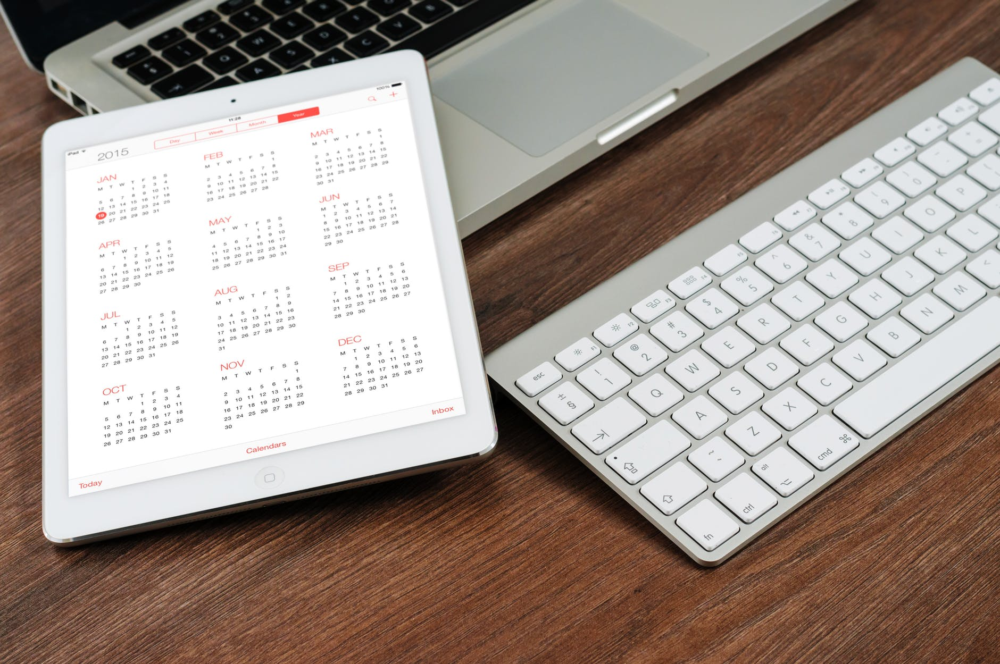 iPad 11:28 100%
2015
Day Week Month Year
JAN
M T W T F S S
1 2 3 4
5 6 7 8 9 10 11
12 13 14 15 16 17 18
19 20 21 22 23 24 25
26 27 28 29 30 31
FEB
M T W T F S S
1
2 3 4 5 6 7 8
9 10 11 12 13 14 15
16 17 18 19 20 21 22
23 24 25 26 27 28
MAR
M T W T F S S
1
2 3 4 5 6 7 8
9 10 11 12 13 14 15
16 17 18 19 20 21 22
23 24 25 26 27 28 29
30 31
APR
M T W T F S S
1 2 3 4 5
6 7 8 9 10 11 12
13 14 15 16 17 18 19
20 21 22 23 24 25 26
27 28 29 30
MAY
M T W T F S S
1 2 3
4 5 6 7 8 9 10
11 12 13 14 15 16 17
18 19 20 21 22 23 24
25 26 27 28 29 30 31
JUN
M T W T F S S
1 2 3 4 5 6 7
8 9 10 11 12 13 14
15 16 17 18 19 20 21
22 23 24 25 26 27 28
29 30
JUL
M T W T F S S
1 2 3 4 5
6 7 8 9 10 11 12
13 14 15 16 17 18 19
20 21 22 23 24 25 26
27 28 29 30 31
AUG
M T W T F S S
1 2
3 4 5 6 7 8 9
10 11 12 13 14 15 16
17 18 19 20 21 22 23
24 25 26 27 28 29 30
31
SEP
M T W T F S S
1 2 3 4 5 6
7 8 9 10 11 12 13
14 15 16 17 18 19 20
21 22 23 24 25 26 27
28 29 30
OCT
M T W T F S S
1 2 3 4
5 6 7 8 9 10 11
12 13 14 15 16 17 18
19 20 21 22 23 24 25
26 27 28 29 30 31
NOV
M T W T F S S
1
2 3 4 5 6 7 8
9 10 11 12 13 14 15
16 17 18 19 20 21 22
23 24 25 26 27 28 29
30
DEC
M T W T F S S
1 2 3 4 5 6
7 8 9 10 11 12 13
14 15 16 17 18 19 20
21 22 23 24 25 26 27
28 29 30 31
Today Calendars Inbox
Q W E R
A S D F
X C V
esc F1 F2 F3 F4 F5 F6 F7
± § ! 1 @ 2 # 3 $ 4 % 5 ^ 6 & 7 * 8 ( 9 ) 0
Q W E R T Y U I O P
A S D F G H J K L
~ Z X C V B N M <
fn ctrl alt cmd